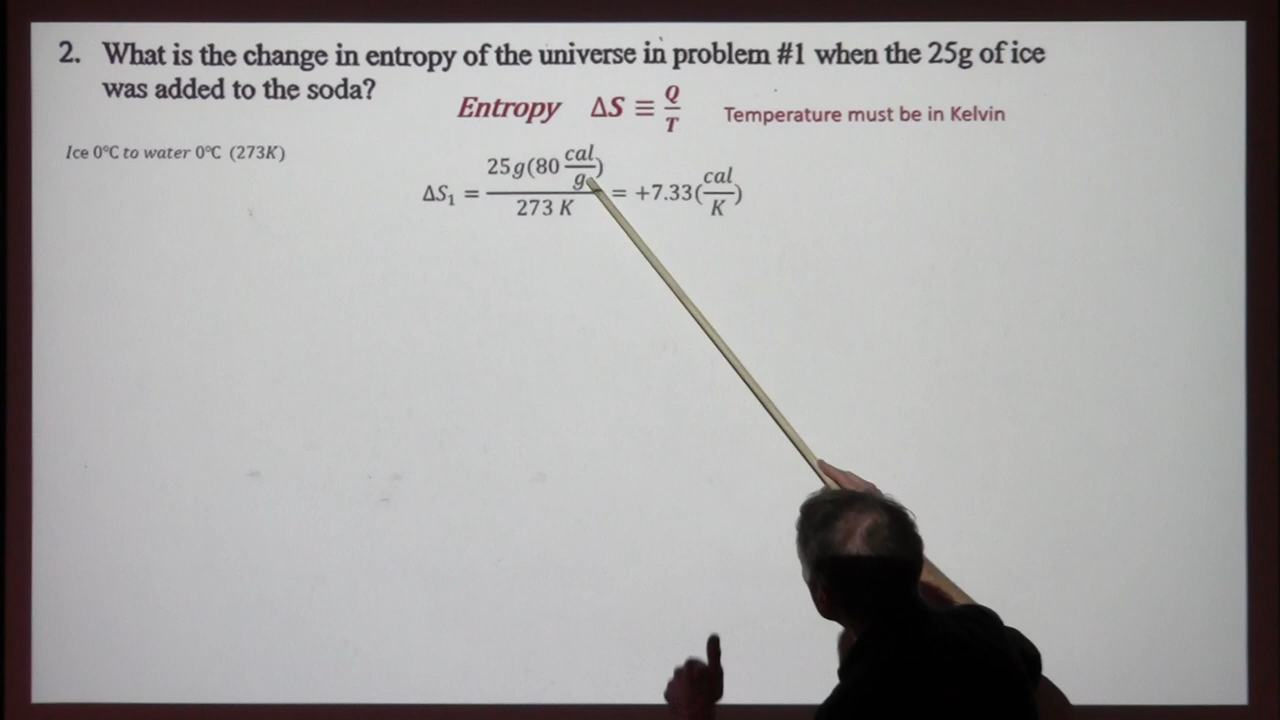 2. What is the change in entropy of the universe in problem #1 when the 25g of ice
was added to the soda?
Entropy ΔS ≡ Q/T Temperature must be in Kelvin
Ice 0°C to water 0°C (273K)
ΔS₁ = 25g(80 cal/g) / 273 K = +7.33(cal/K)